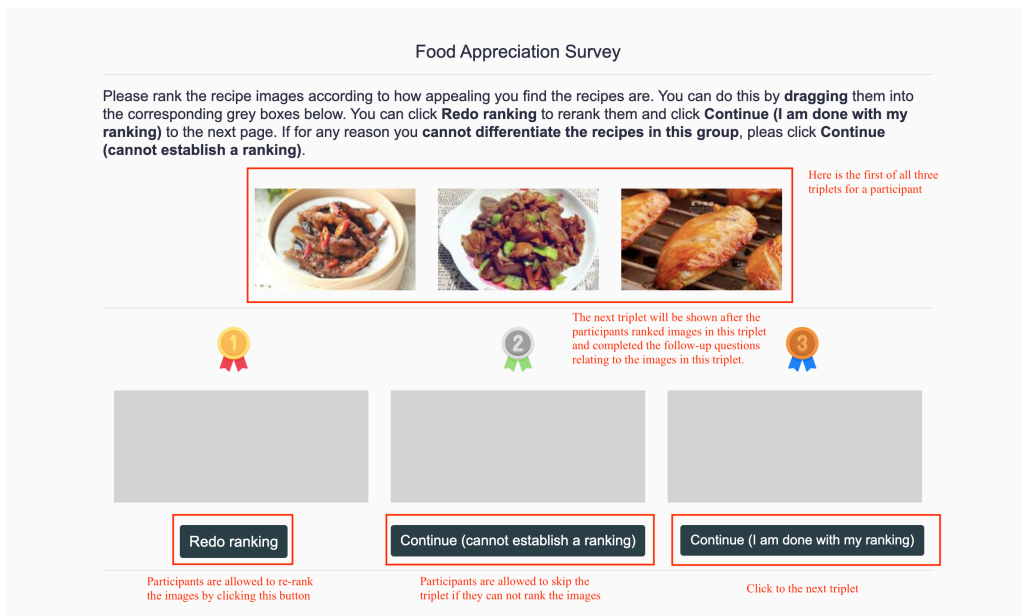 Food Appreciation Survey
Please rank the recipe images according to how appealing you find the recipes are. You can do this by dragging them into
the corresponding grey boxes below. You can click Redo ranking to rerank them and click Continue (I am done with my
ranking) to the next page. If for any reason you cannot differentiate the recipes in this group, pleas click Continue
(cannot establish a ranking).
Here is the first of all three
triplets for a participant
The next triplet will be shown after the
participants ranked images in this triplet
and completed the follow-up questions
relating to the images in this triplet.
1
2
3
Redo ranking
Continue (cannot establish a ranking)
Continue (I am done with my ranking)
Participants are allowed to re-rank
the images by clicking this button
Participants are allowed to skip the
triplet if they can not rank the images
Click to the next triplet